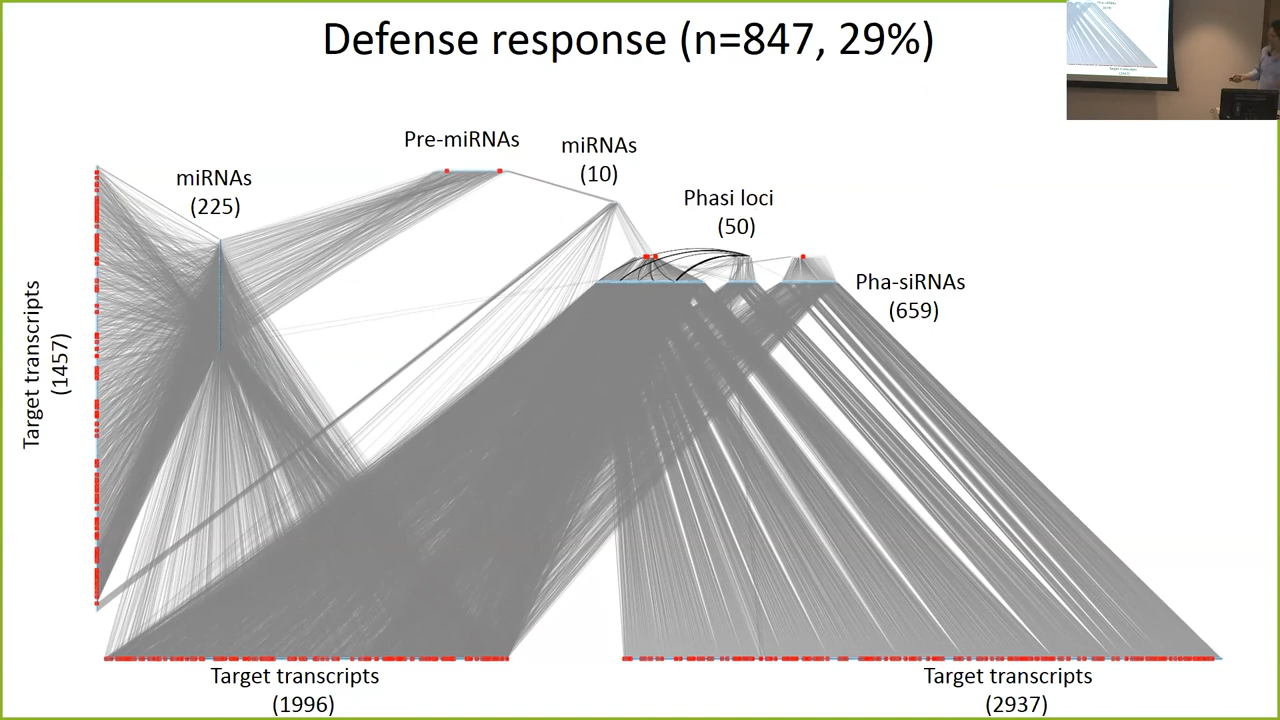 Defense response (n=847, 29%)
Pre-miRNAs
miRNAs
(10)
miRNAs
(225)
Phasi loci
(50)
Pha-siRNAs
(659)
Target transcripts
(1457)
Target transcripts
(1996)
Target transcripts
(2937)